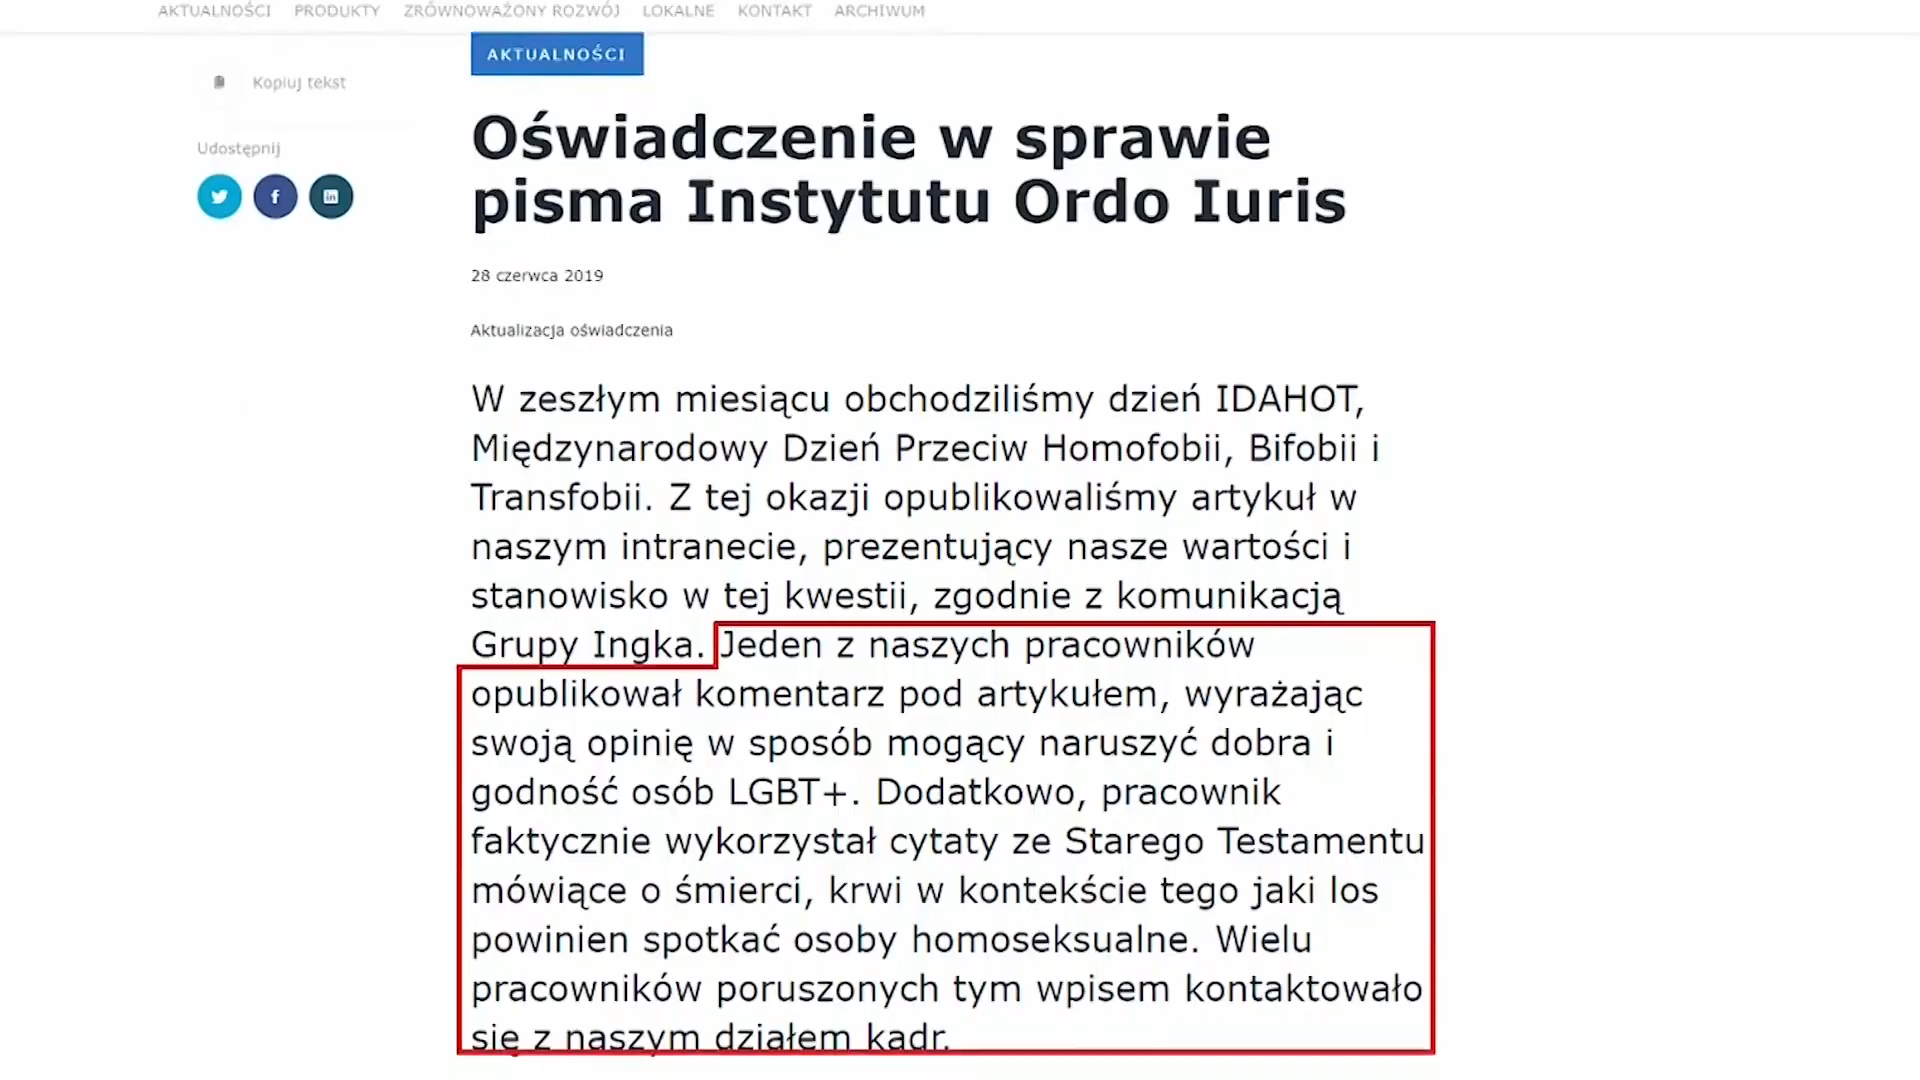 AKTUALNOŚCI PRODUKTY ZRÓWNOWAŻONY ROZWÓJ LOKALNE KONTAKT ARCHIWUM
AKTUALNOŚCI
Kopiuj tekst
Udostępnij
Oświadczenie w sprawie
pisma Instytutu Ordo Iuris
28 czerwca 2019
Aktualizacja oświadczenia
W zeszłym miesiącu obchodziliśmy dzień IDAHOT,
Międzynarodowy Dzień Przeciw Homofobii, Bifobii i
Transfobii. Z tej okazji opublikowaliśmy artykuł w
naszym intranecie, prezentujący nasze wartości i
stanowisko w tej kwestii, zgodnie z komunikacją
Grupy Ingka. Jeden z naszych pracowników
opublikował komentarz pod artykułem, wyrażając
swoją opinię w sposób mogący naruszyć dobra i
godność osób LGBT+. Dodatkowo, pracownik
faktycznie wykorzystał cytaty ze Starego Testamentu
mówiące o śmierci, krwi w kontekście tego jaki los
powinien spotkać osoby homoseksualne. Wielu
pracowników poruszonych tym wpisem kontaktowało
się z naszym działem kadr.